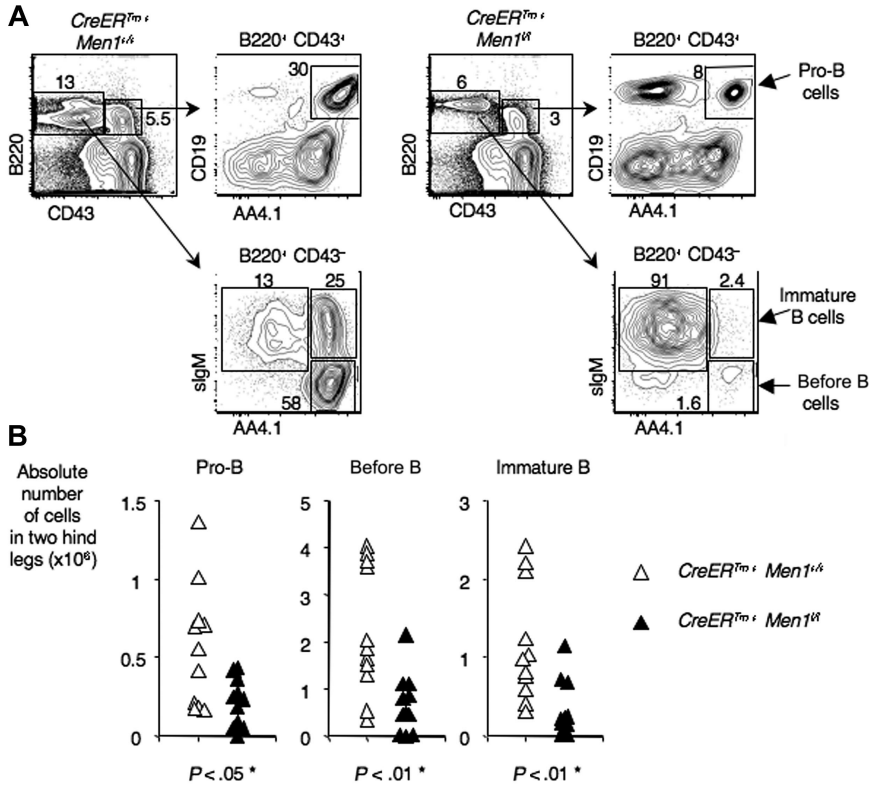 A
CreERᵀᵐ
Men1
CreERᵀᵐ
Men1f/f
B220 CD43
B220 CD43
13
5.5
30
6
3
8
Pro-B
cells
B220
CD43
CD19
AA4.1
B220
CD43
CD19
AA4.1
B220 CD43–
B220 CD43–
13
25
58
91
2.4
1.6
Immature
B cells
Before B
cells
sIgM
AA4.1
sIgM
AA4.1
B
Absolute
number
of cells
in two hind
legs (x10⁶)
Pro-B
Before B
Immature B
1.5
1
0.5
0
5
4
3
2
1
0
3
2
1
0
CreERᵀᵐ Men1
CreERᵀᵐ Men1f/f
P < .05 *
P < .01 *
P < .01 *